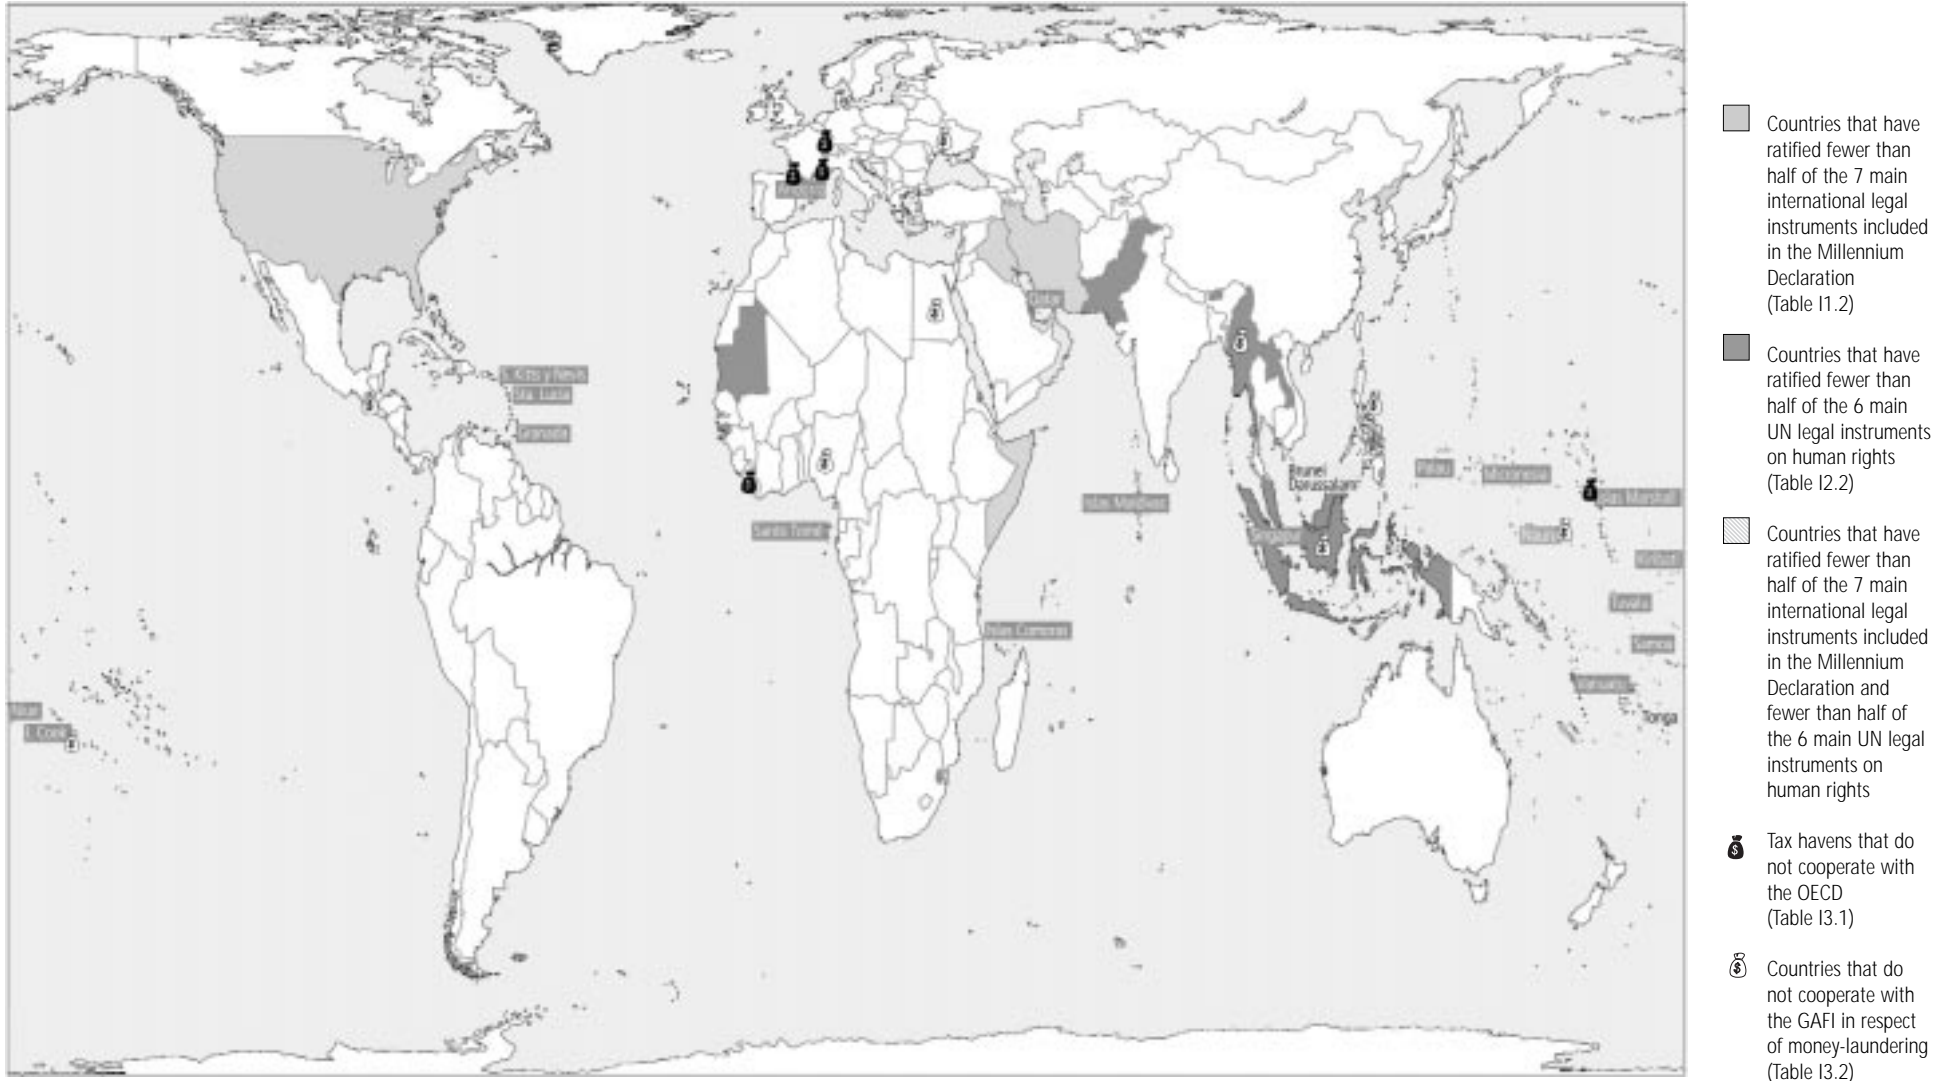 Countries that have
ratified fewer than
half of the 7 main
international legal
instruments included
in the Millennium
Declaration
(Table I1.2)
Countries that have
ratified fewer than
half of the 6 main
UN legal instruments
on human rights
(Table I2.2)
Countries that have
ratified fewer than
half of the 7 main
international legal
instruments included
in the Millennium
Declaration and
fewer than half of
the 6 main UN legal
instruments on
human rights
Tax havens that do
not cooperate with
the OECD
(Table I3.1)
Countries that do
not cooperate with
the GAFI in respect
of money-laundering
(Table I3.2)
Qatar
S. Kitts y Nevis
Sta. Lucia
Granada
Brunei
Darussalam
Palau
Micronesia
Islas Marshall
Santo Tomé
Singapur
Nauru
Kiribati
Tuvalu
Islas Comores
Samoa
Vanuatu
Tonga
I. Cook